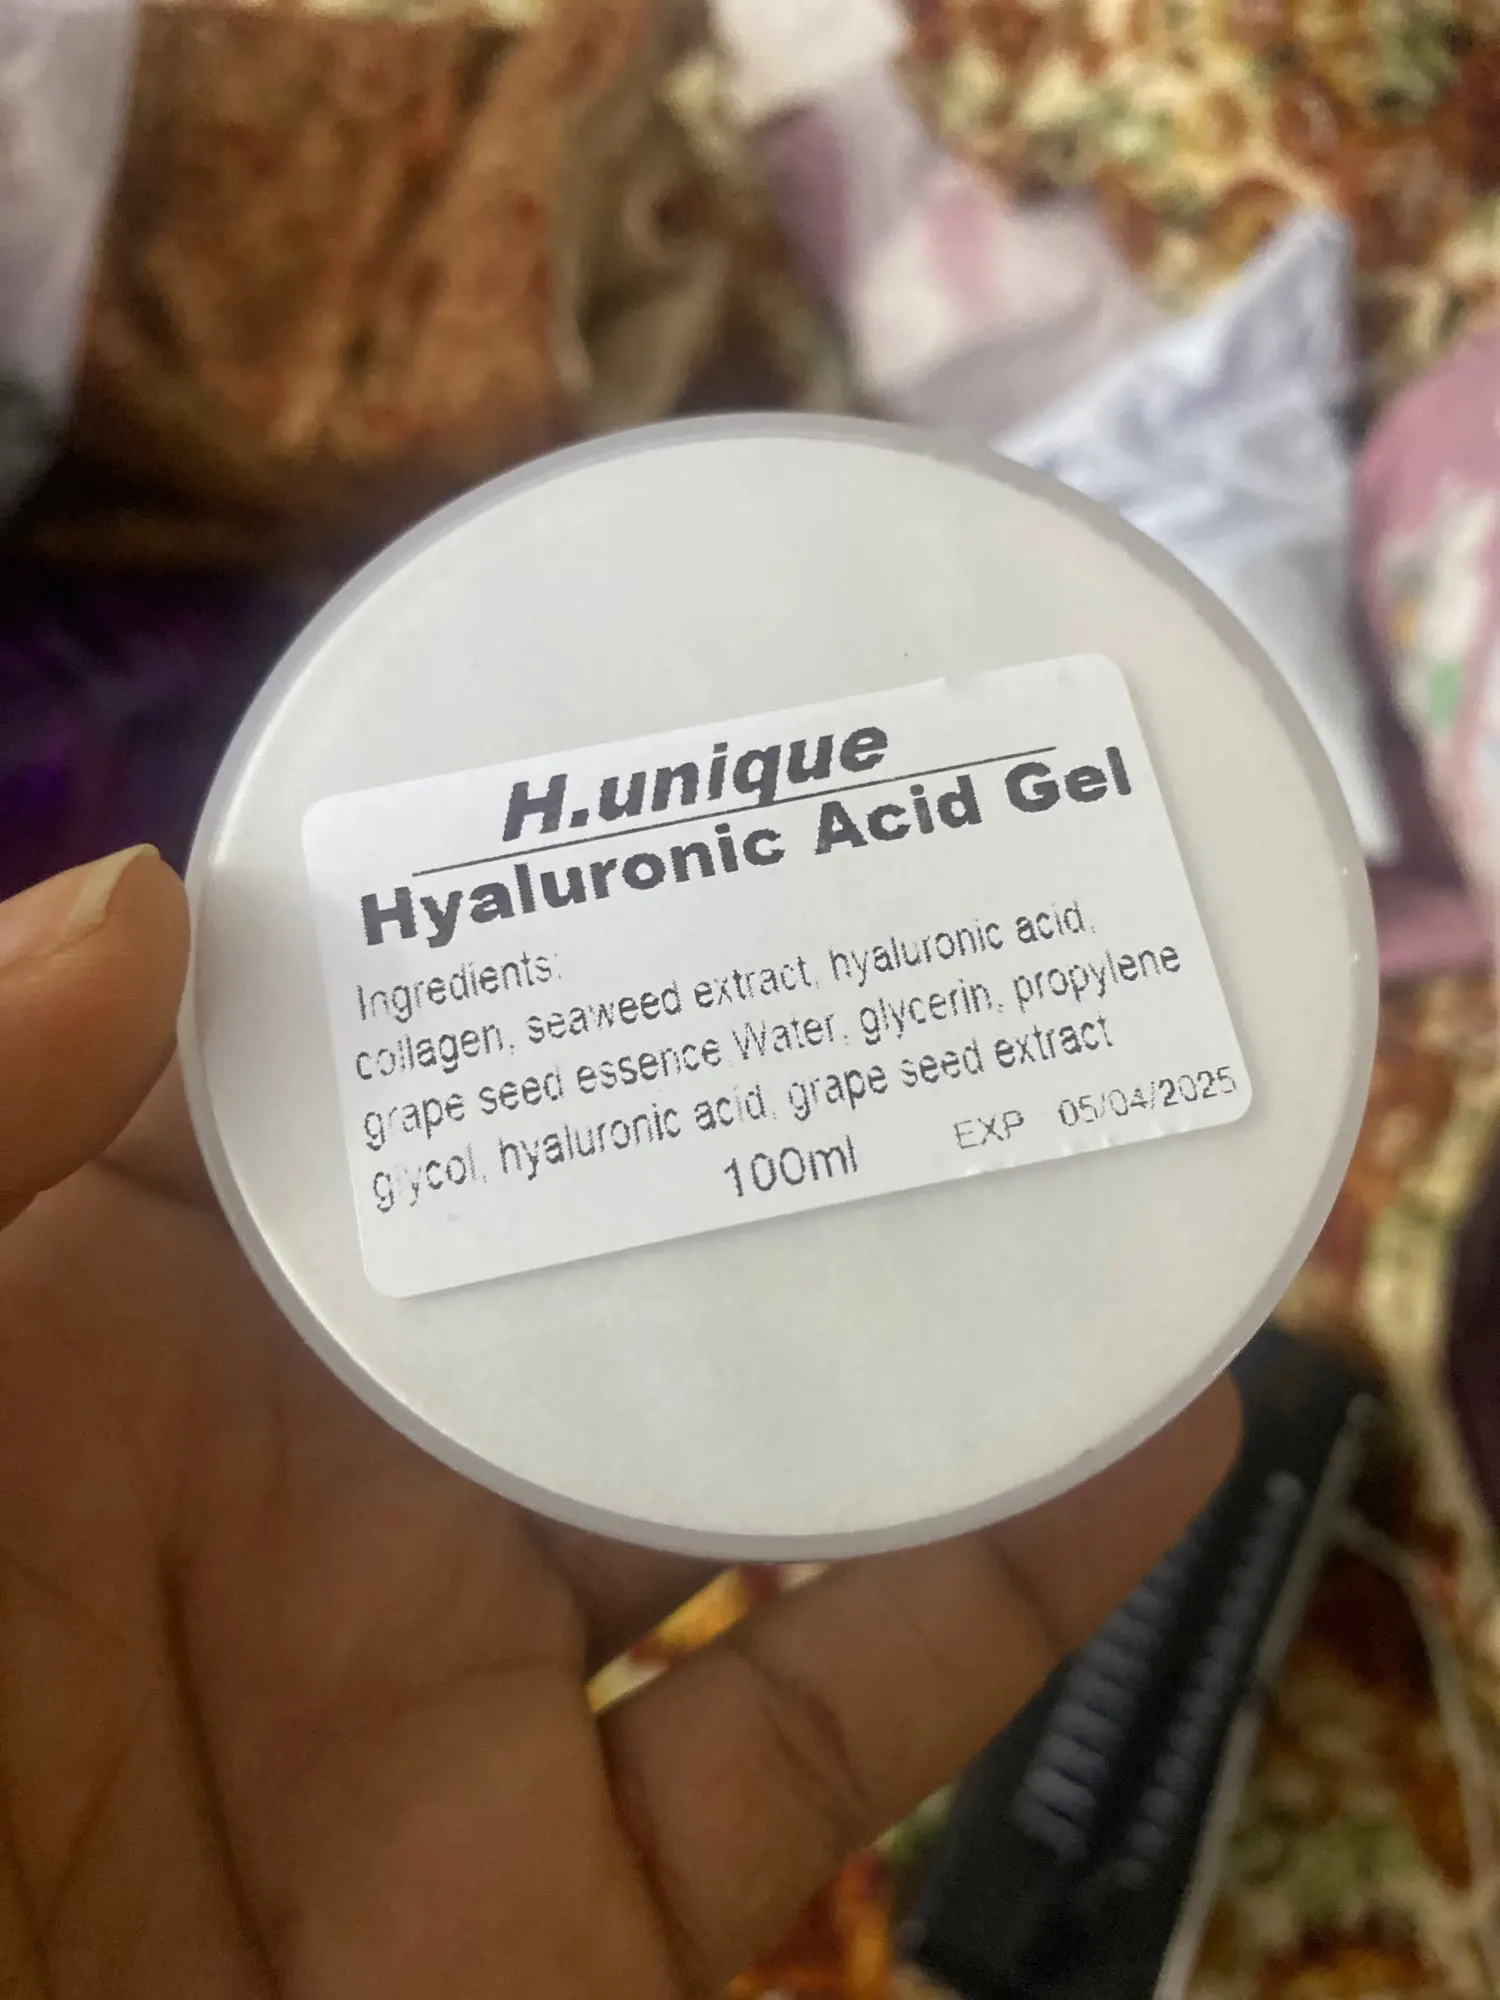 H.unique
Hyaluronic Acid Gel
Ingredients:
collagen, seaweed extract, hyaluronic acid,
grape seed essence Water, glycerin, propylene
glycol, hyaluronic acid, grape seed extract
100ml EXP 05/04/2025